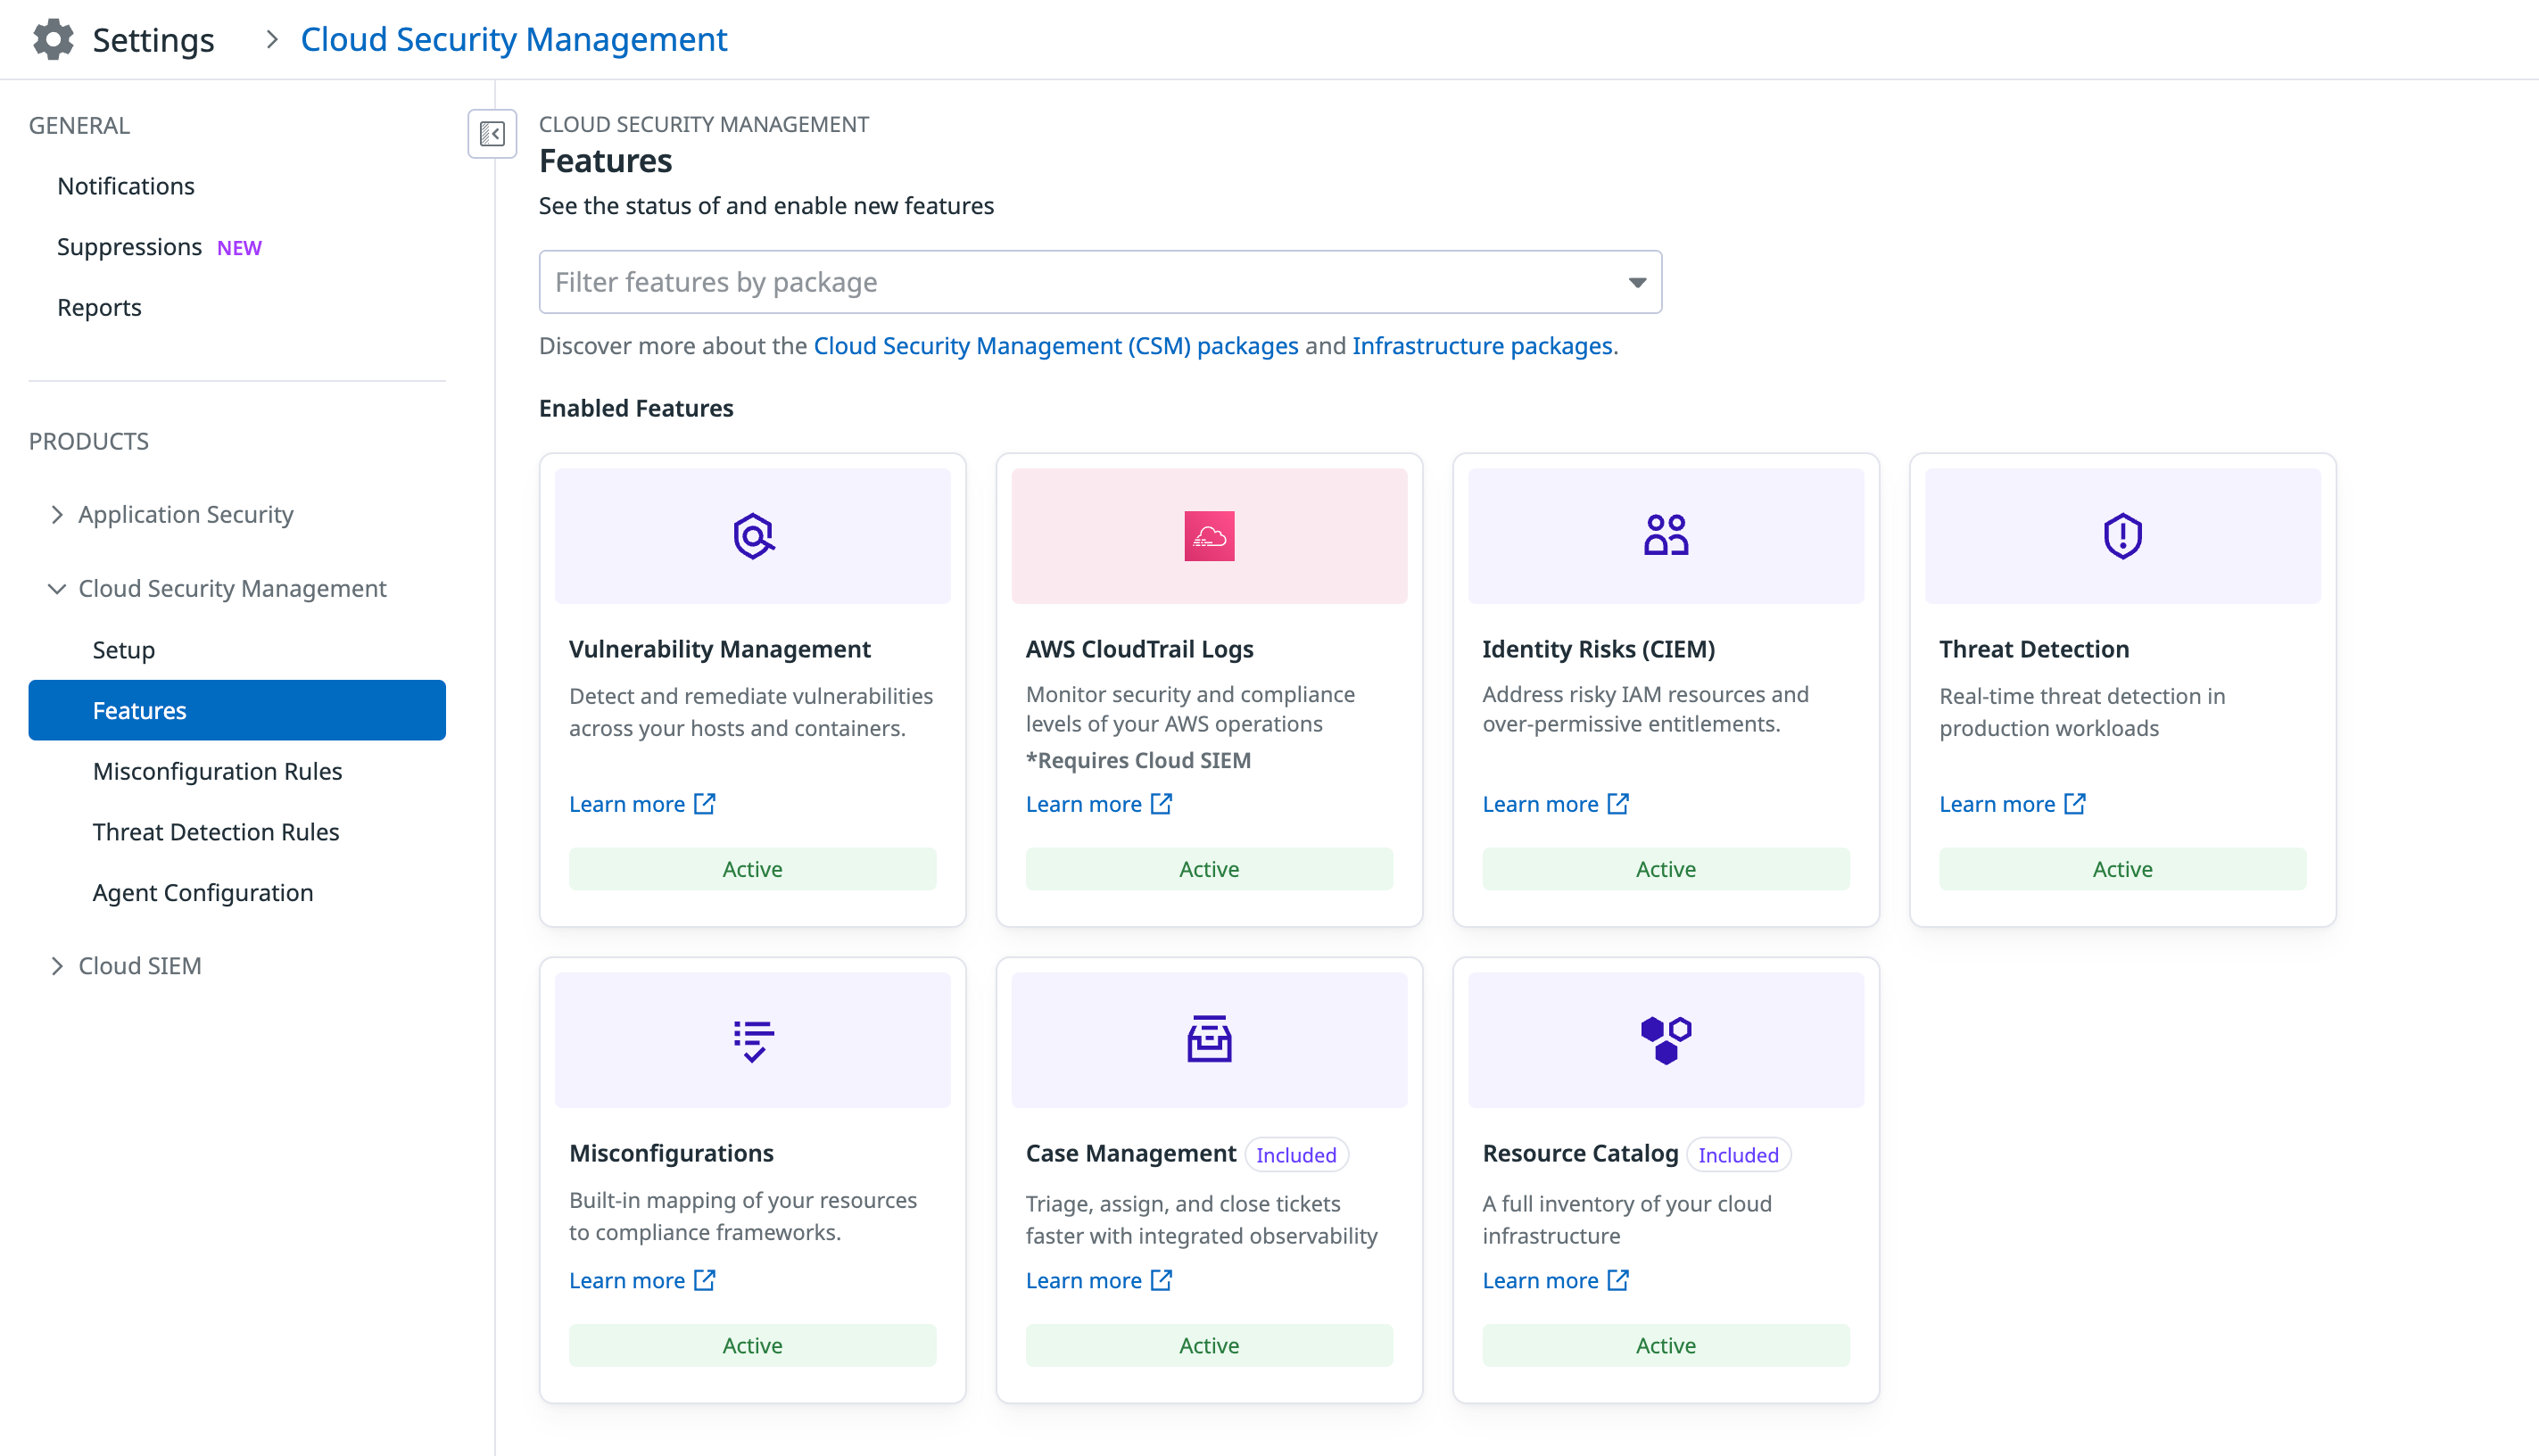 Settings
Cloud Security Management
GENERAL
Notifications
Suppressions NEW
Reports
PRODUCTS
Application Security
Cloud Security Management
Setup
Features
Misconfiguration Rules
Threat Detection Rules
Agent Configuration
Cloud SIEM
CLOUD SECURITY MANAGEMENT
Features
See the status of and enable new features
Filter features by package
Discover more about the Cloud Security Management (CSM) packages and Infrastructure packages.
Enabled Features
Vulnerability Management
Detect and remediate vulnerabilities
across your hosts and containers.
Learn more
Active
AWS CloudTrail Logs
Monitor security and compliance
levels of your AWS operations
*Requires Cloud SIEM
Learn more
Active
Identity Risks (CIEM)
Address risky IAM resources and
over-permissive entitlements.
Learn more
Active
Threat Detection
Real-time threat detection in
production workloads
Learn more
Active
Misconfigurations
Built-in mapping of your resources
to compliance frameworks.
Learn more
Active
Case Management Included
Triage, assign, and close tickets
faster with integrated observability
Learn more
Active
Resource Catalog Included
A full inventory of your cloud
infrastructure
Learn more
Active